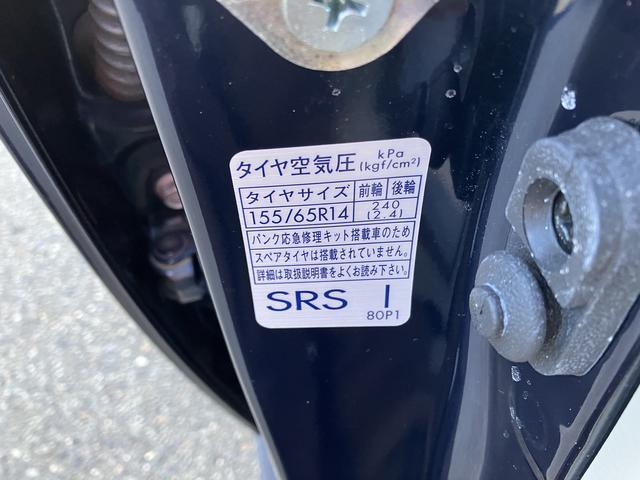 タイヤ空気圧 kPa (kgf/cm²)
タイヤサイズ 前輪 後輪
155/65R14 240 (2.4)
パンク応急修理キット搭載車のため
スペアタイヤは搭載されていません。
詳細は取扱説明書をよくお読み下さい。
SRS I
80P1